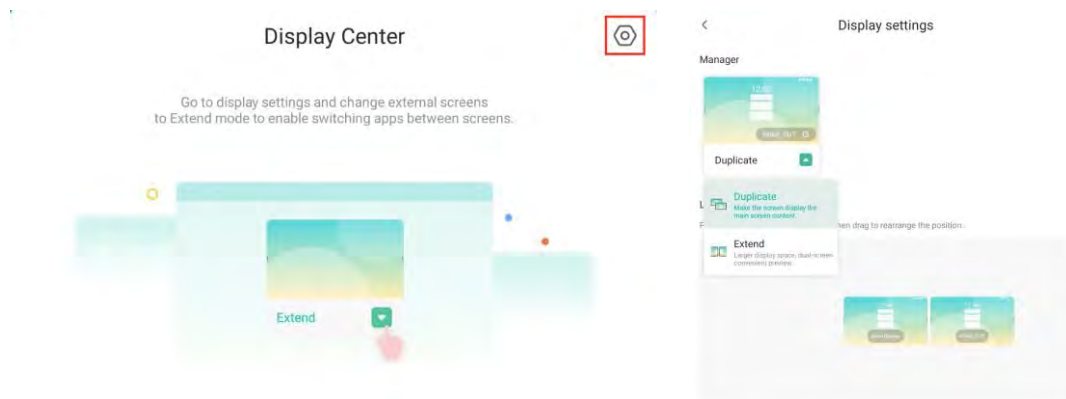 Display Center
Go to display settings and change external screens
to Extend mode to enable switching apps between screens.
Extend
Display settings
Manager
12:00
Duplicate
Duplicate
Make the screen display the
main screen content.
L
F
hen drag to rearrange the position.
Extend
Larger display space, dual-screen
convenient preview.